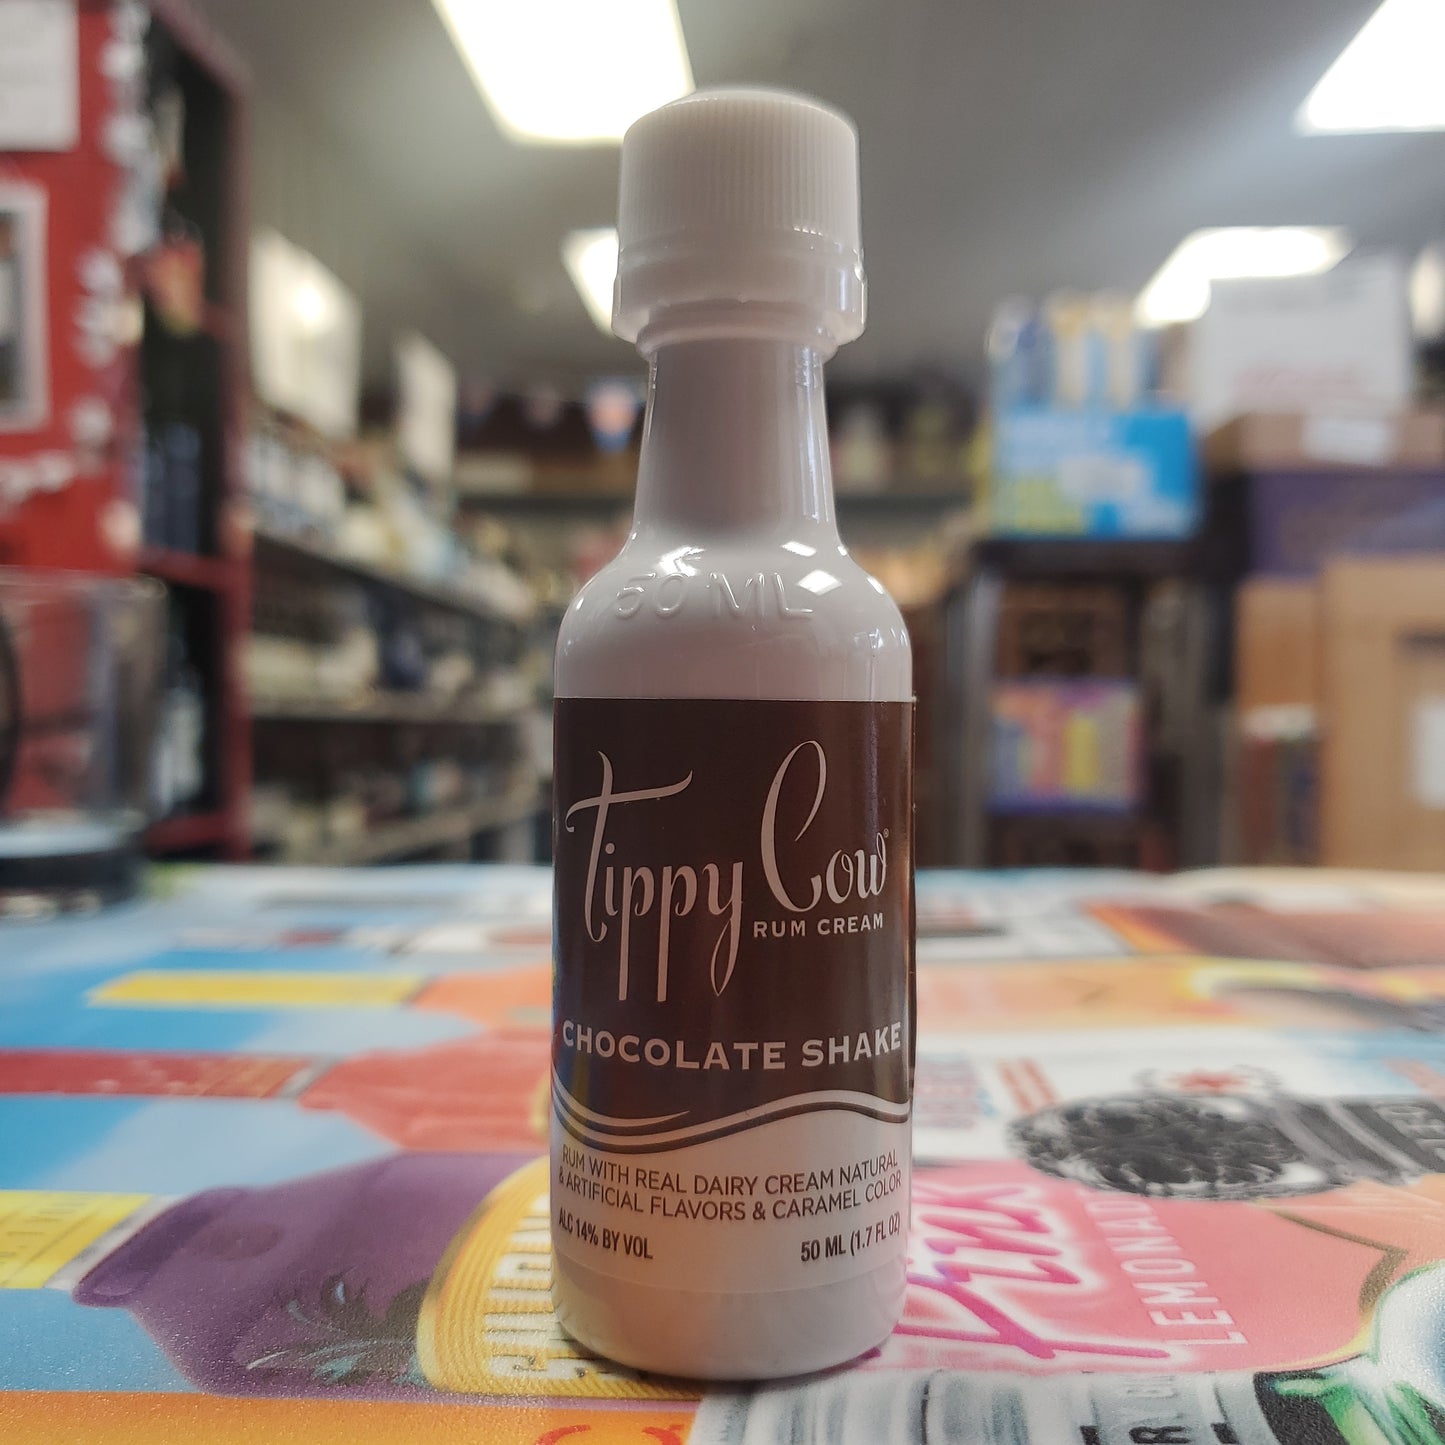 50 ML
Tippy Cow®
RUM CREAM
CHOCOLATE SHAKE
RUM WITH REAL DAIRY CREAM NATURAL
& ARTIFICIAL FLAVORS & CARAMEL COLOR
ALC 14% BY VOL
50 ML (1.7 FL OZ)
Pink
LEMONADE